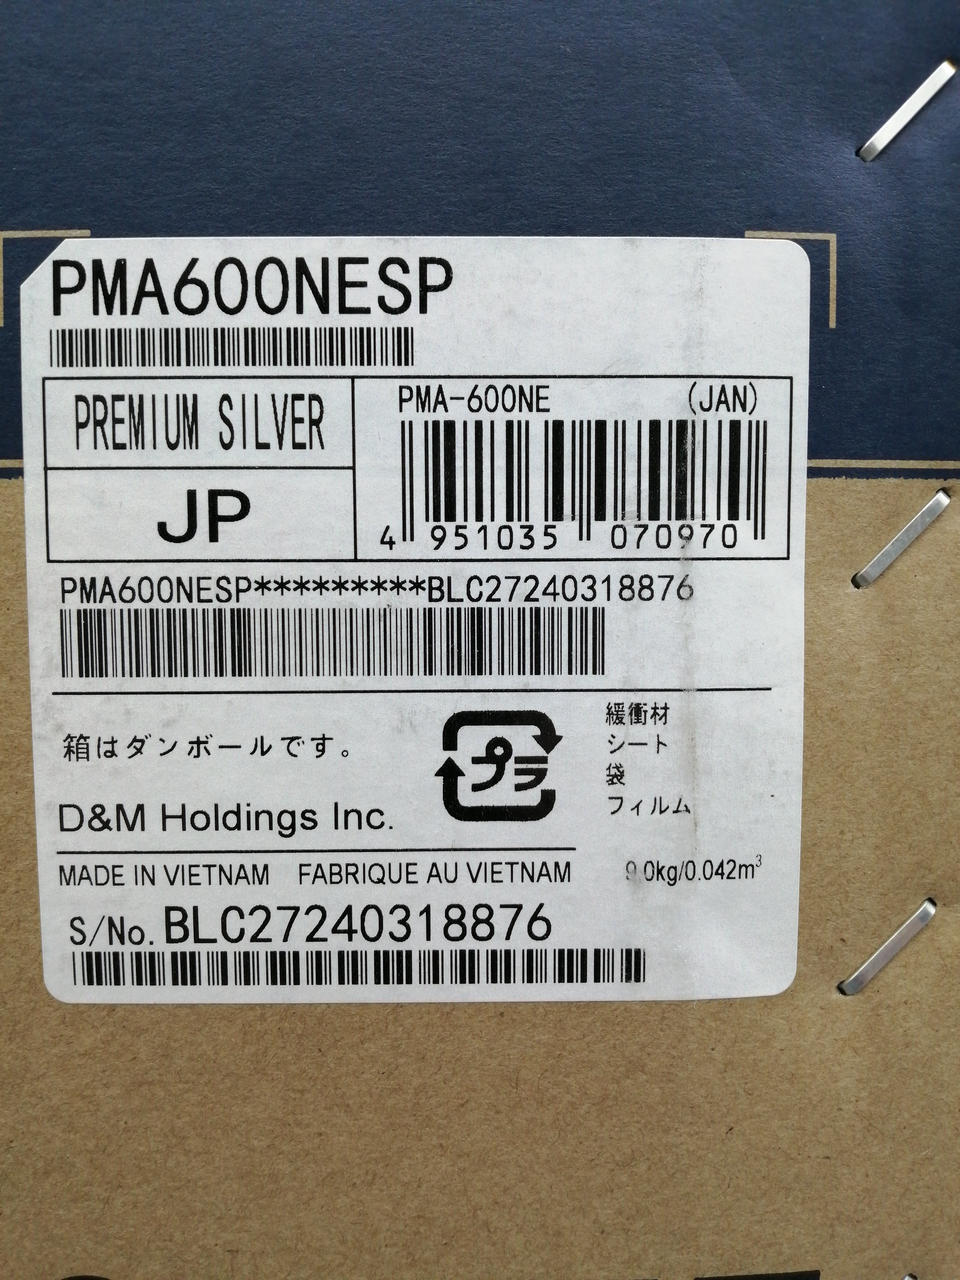 PMA600NESP
PREMIUM SILVER
JP
PMA-600NE (JAN)
4 951035 070970
PMA600NESP*********BLC27240318876
箱はダンボールです。
プラ
緩衝材
シート
袋
フィルム
D&M Holdings Inc.
MADE IN VIETNAM FABRIQUE AU VIETNAM
9.0kg/0.042m³
S/No. BLC27240318876